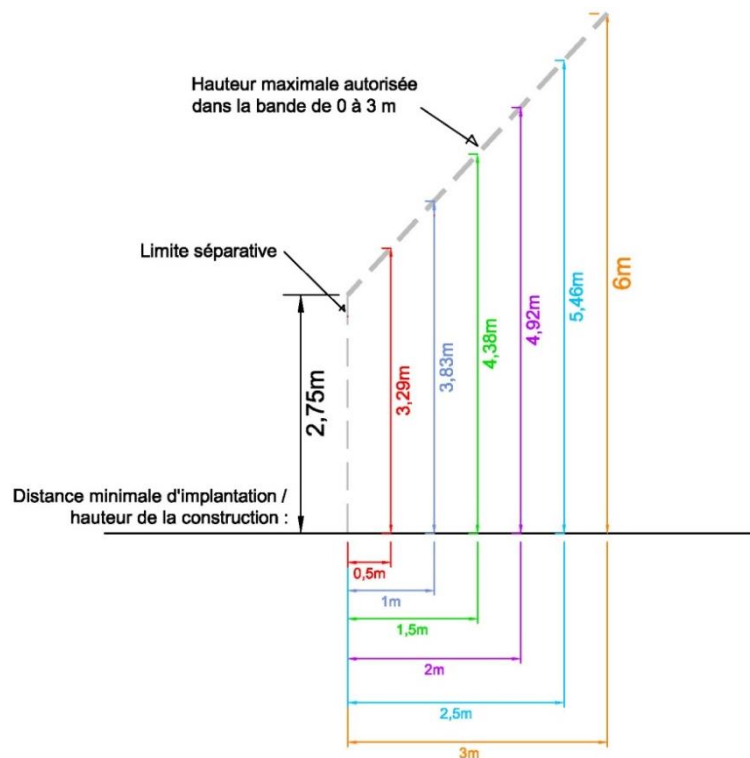 Hauteur maximale autorisée
dans la bande de 0 à 3 m
Limite séparative
2,75m
3,29m
3,83m
4,38m
4,92m
5,46m
6m
Distance minimale d'implantation /
hauteur de la construction :
0,5m
1m
1,5m
2m
2,5m
3m